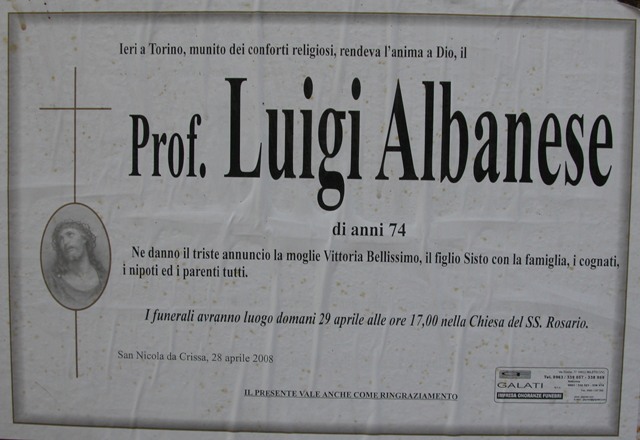 Ieri a Torino, munito dei conforti religiosi, rendeva l'anima a Dio, il
Prof. Luigi Albanese
di anni 74
Ne danno il triste annuncio la moglie Vittoria Bellissimo, il figlio Sisto con la famiglia, i cognati,
i nipoti ed i parenti tutti.
I funerali avranno luogo domani 29 aprile alle ore 17,00 nella Chiesa del SS. Rosario.
San Nicola da Crissa, 28 aprile 2008
IL PRESENTE VALE ANCHE COME RINGRAZIAMENTO
GALATI
IMPRESA ONORANZE FUNEBRI